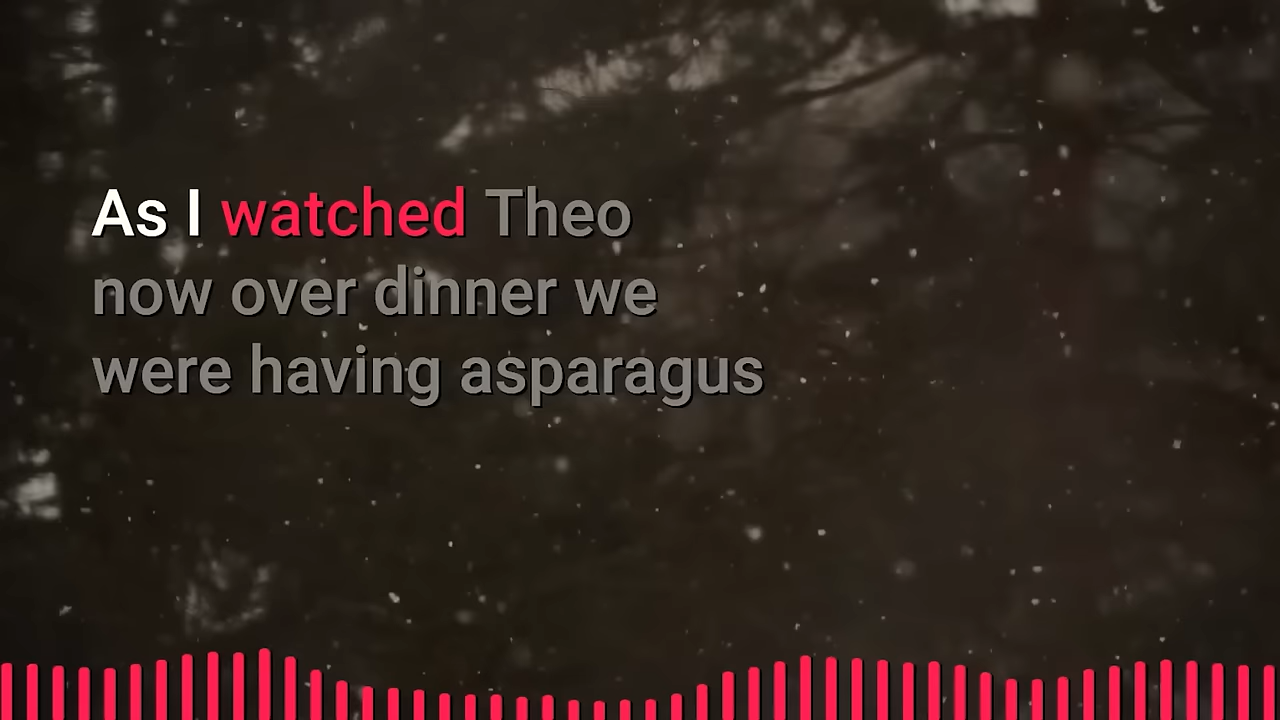 As I watched Theo
now over dinner we
were having asparagus